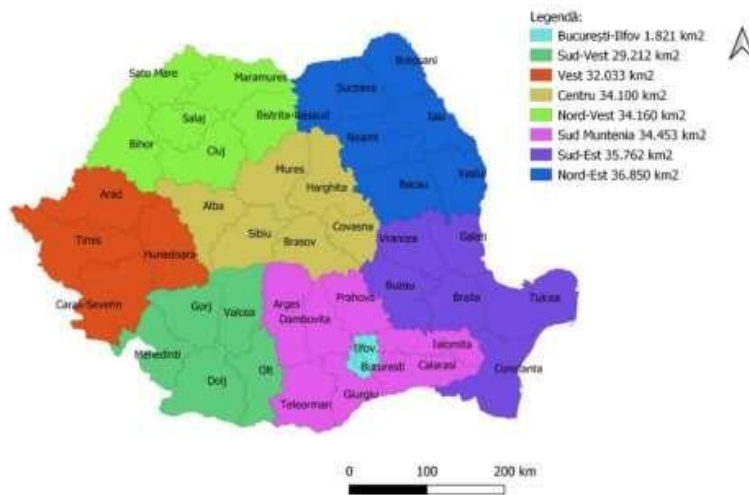 Legendă:
București-Ilfov 1.821 km2
Sud-Vest 29.212 km2
Vest 32.033 km2
Centru 34.100 km2
Nord-Vest 34.160 km2
Sud Muntenia 34.453 km2
Sud-Est 35.762 km2
Nord-Est 36.850 km2
Botosani
Sato Mare
Maramures
Suceava
Salaj
Bistrita-Nasaud
Iasi
Neamt
Bihor
Cluj
Mures
Bacau
Vaslui
Harghita
Arad
Alba
Covasna
Timis
Sibiu
Brasov
Vrancea
Galati
Hunedoara
Buzau
Braila
Tulcea
Caras-Severin
Gorj
Valcea
Arges
Prahova
Dambovita
Mehedinti
Ilfov
Ialomita
Olt
Bucuresti
Calarasi
Constanta
Dolj
Giurgiu
Teleorman
0 100 200 km